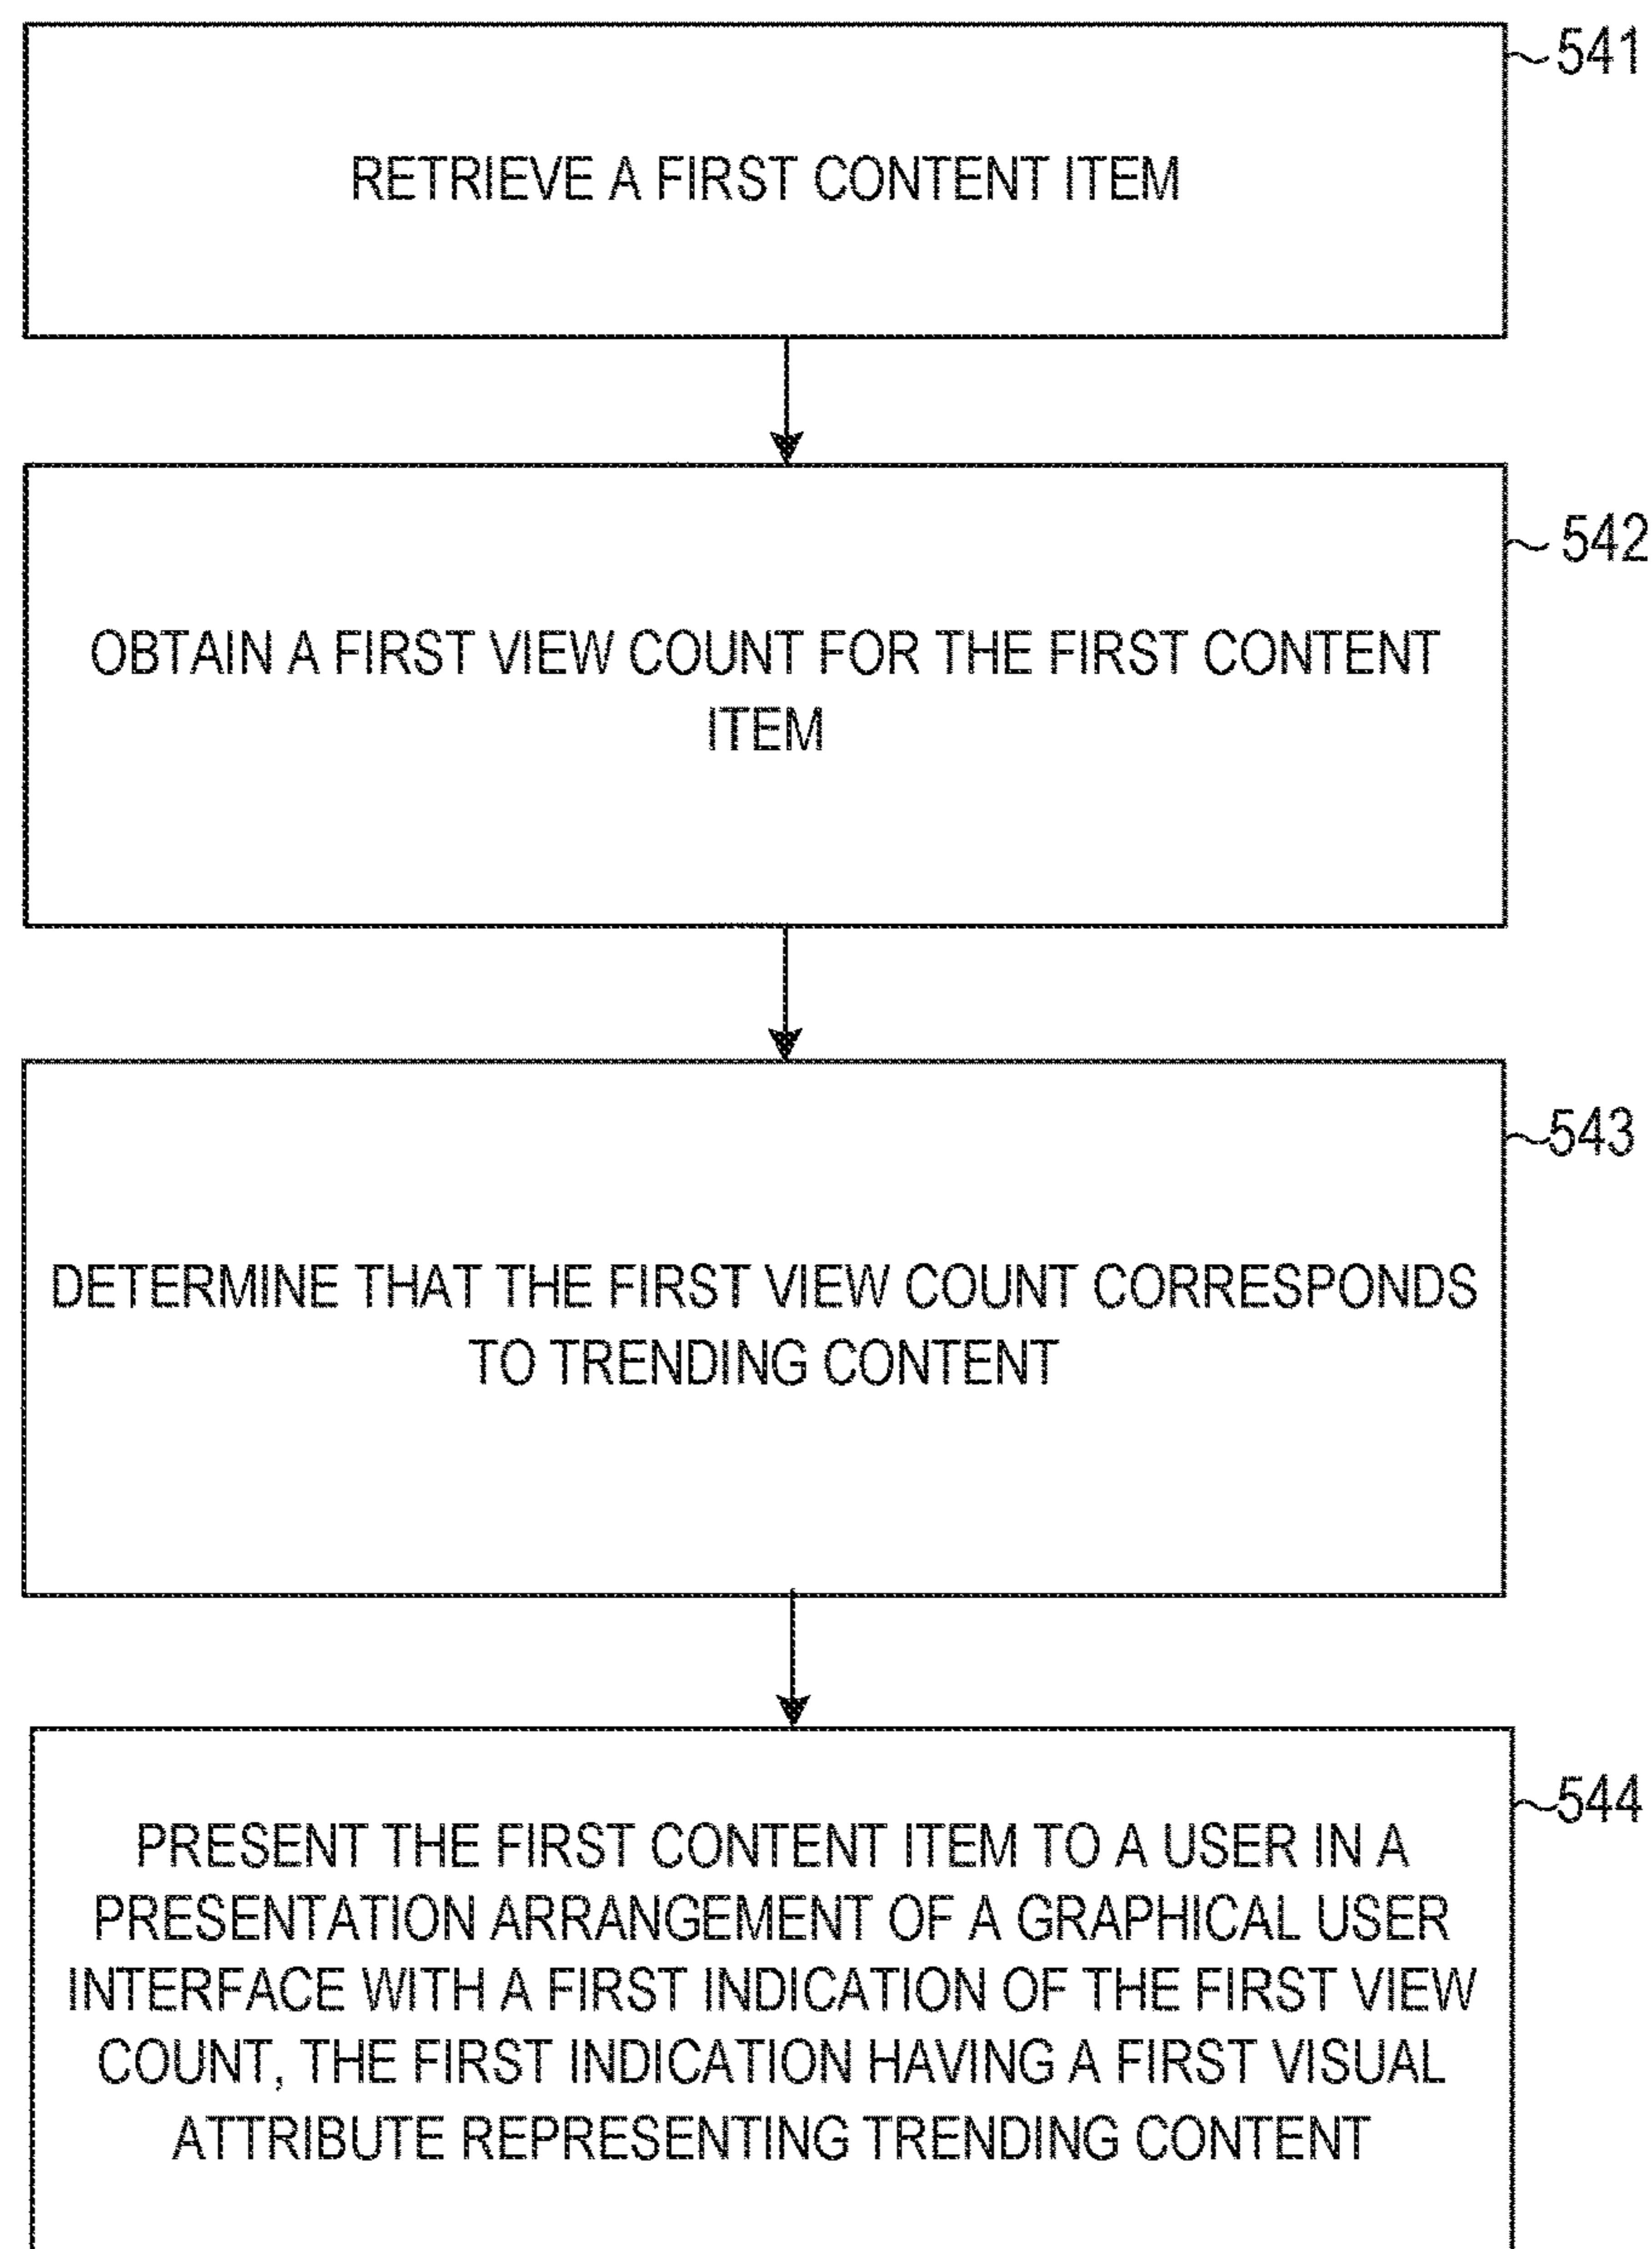 541
RETRIEVE A FIRST CONTENT ITEM
542
OBTAIN A FIRST VIEW COUNT FOR THE FIRST CONTENT
ITEM
543
DETERMINE THAT THE FIRST VIEW COUNT CORRESPONDS
TO TRENDING CONTENT
544
PRESENT THE FIRST CONTENT ITEM TO A USER IN A
PRESENTATION ARRANGEMENT OF A GRAPHICAL USER
INTERFACE WITH A FIRST INDICATION OF THE FIRST VIEW
COUNT, THE FIRST INDICATION HAVING A FIRST VISUAL
ATTRIBUTE REPRESENTING TRENDING CONTENT